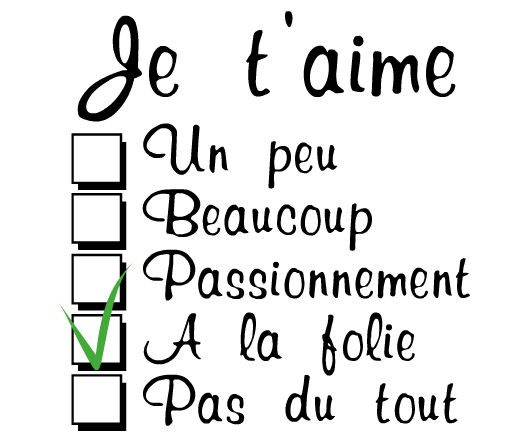 Je t'aime
Un peu
Beaucoup
Passionnement
A la folie
Pas du tout